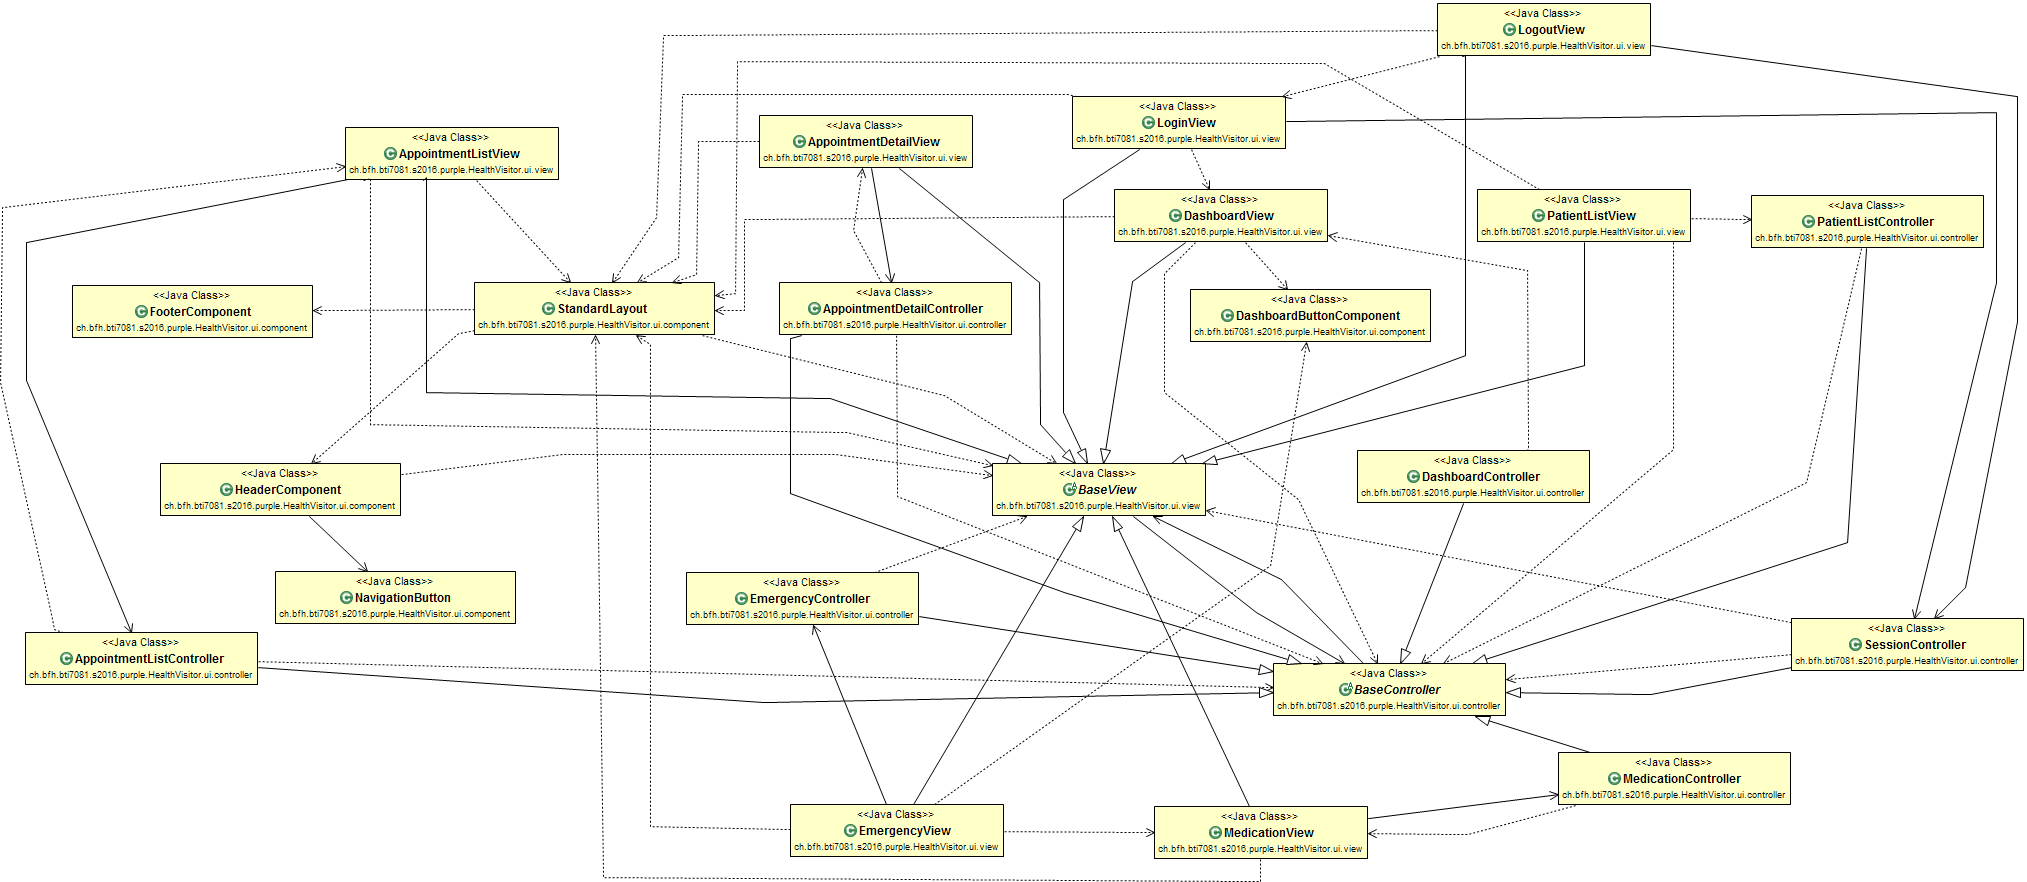 <<Java Class>>
LogoutView
ch.bfh.bti7081.s2016.purple.HealthVisitor.ui.view
<<Java Class>>
LoginView
ch.bfh.bti7081.s2016.purple.HealthVisitor.ui.view
<<Java Class>>
AppointmentDetailView
ch.bfh.bti7081.s2016.purple.HealthVisitor.ui.view
<<Java Class>>
AppointmentListView
ch.bfh.bti7081.s2016.purple.HealthVisitor.ui.view
<<Java Class>>
DashboardView
ch.bfh.bti7081.s2016.purple.HealthVisitor.ui.view
<<Java Class>>
PatientListView
ch.bfh.bti7081.s2016.purple.HealthVisitor.ui.view
<<Java Class>>
PatientListController
ch.bfh.bti7081.s2016.purple.HealthVisitor.ui.controller
<<Java Class>>
FooterComponent
ch.bfh.bti7081.s2016.purple.HealthVisitor.ui.component
<<Java Class>>
StandardLayout
ch.bfh.bti7081.s2016.purple.HealthVisitor.ui.component
<<Java Class>>
AppointmentDetailController
ch.bfh.bti7081.s2016.purple.HealthVisitor.ui.controller
<<Java Class>>
DashboardButtonComponent
ch.bfh.bti7081.s2016.purple.HealthVisitor.ui.component
<<Java Class>>
HeaderComponent
ch.bfh.bti7081.s2016.purple.HealthVisitor.ui.component
<<Java Class>>
BaseView
ch.bfh.bti7081.s2016.purple.HealthVisitor.ui.view
<<Java Class>>
DashboardController
ch.bfh.bti7081.s2016.purple.HealthVisitor.ui.controller
<<Java Class>>
NavigationButton
ch.bfh.bti7081.s2016.purple.HealthVisitor.ui.component
<<Java Class>>
EmergencyController
ch.bfh.bti7081.s2016.purple.HealthVisitor.ui.controller
<<Java Class>>
AppointmentListController
ch.bfh.bti7081.s2016.purple.HealthVisitor.ui.controller
<<Java Class>>
SessionController
ch.bfh.bti7081.s2016.purple.HealthVisitor.ui.controller
<<Java Class>>
BaseController
ch.bfh.bti7081.s2016.purple.HealthVisitor.ui.controller
<<Java Class>>
MedicationController
ch.bfh.bti7081.s2016.purple.HealthVisitor.ui.controller
<<Java Class>>
EmergencyView
ch.bfh.bti7081.s2016.purple.HealthVisitor.ui.view
<<Java Class>>
MedicationView
ch.bfh.bti7081.s2016.purple.HealthVisitor.ui.view